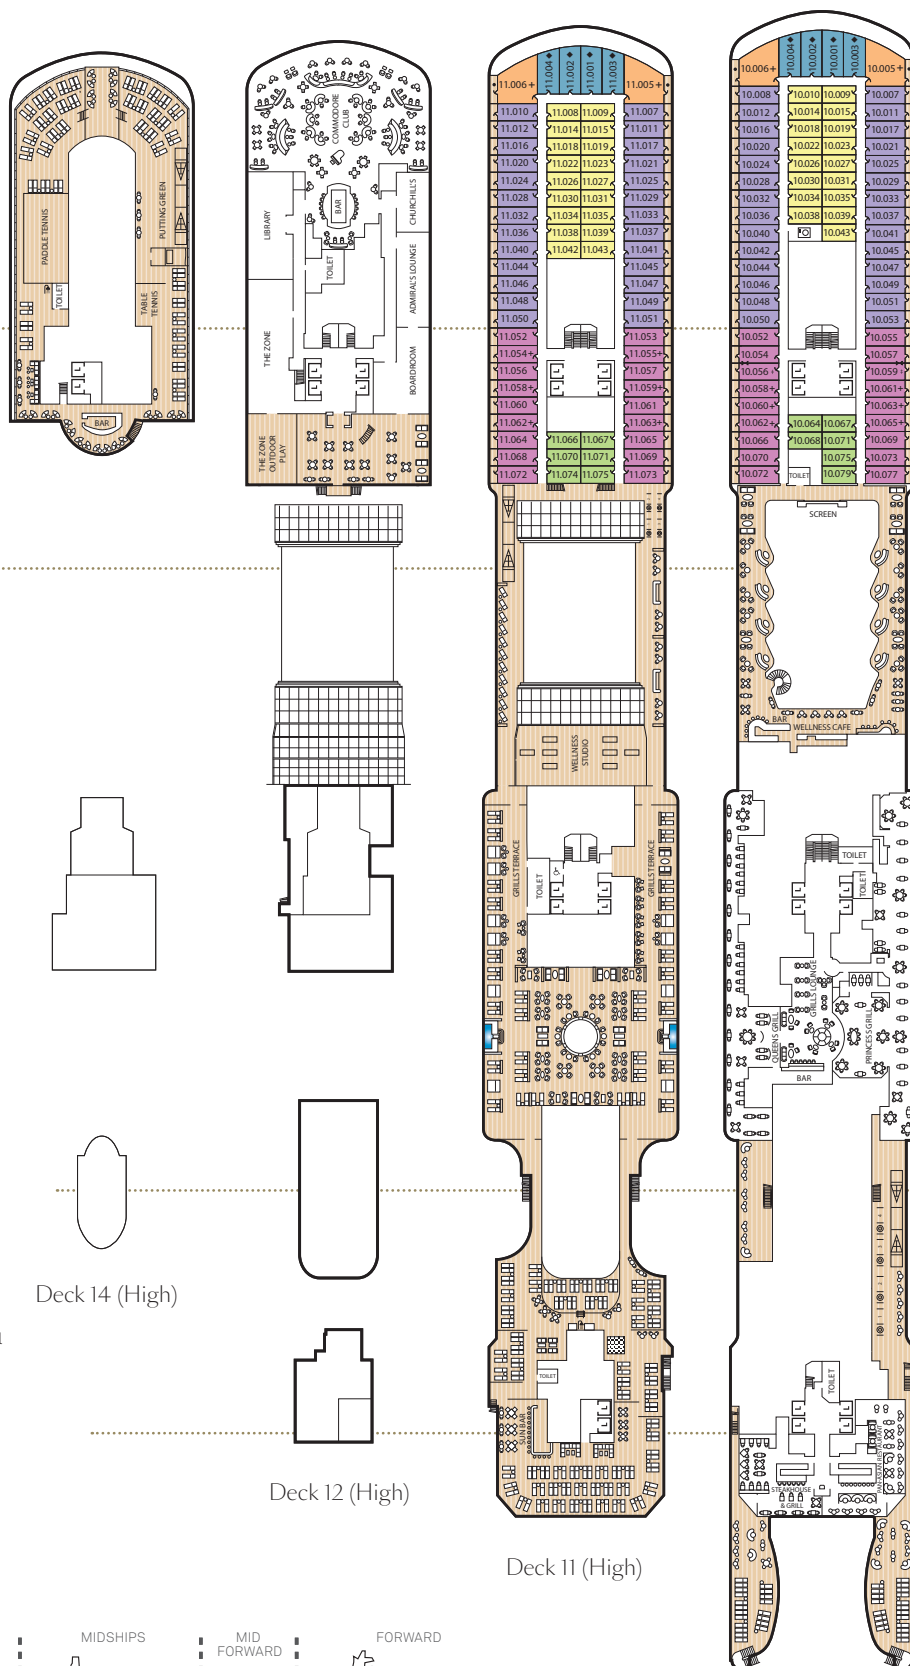 PADDLE TENNIS
PUTTING GREEN
TOILET
TABLE
TENNIS
BAR
Deck 14 (High)
COMMODORE
CLUB
BAR
LIBRARY
CHURCHILL'S
TOILET
ADMIRAL'S LOUNGE
THE ZONE
BOARDROOM
THE ZONE
OUTDOOR
PLAY
Deck 12 (High)
11.006+ 11.004 11.002 11.001 11.003 11.005+
11.010 11.008 11.009 11.007
11.012 11.014 11.015 11.011
11.016 11.018 11.019 11.017
11.020 11.022 11.023 11.021
11.024 11.026 11.027 11.025
11.028 11.030 11.031 11.029
11.032 11.034 11.035 11.033
11.036 11.038 11.039 11.037
11.040 11.042 11.043 11.041
11.044 11.045
11.046 11.047
11.048 11.049
11.050 11.051
11.052 11.053
11.054+ 11.055+
11.056 11.057
11.058+ 11.059+
11.060 11.061
11.062+ 11.063+
11.064 11.066 11.067 11.065
11.068 11.070 11.071 11.069
11.072 11.074 11.075 11.073
WELLNESS
STUDIO
GRILLS TERRACE
GRILLS TERRACE
TOILET
TOILET
SUN BAR
Deck 11 (High)
10.006+ 10.004 10.002 10.001 10.003 10.005+
10.008 10.010 10.009 10.007
10.012 10.014 10.015 10.011
10.016 10.018 10.019 10.017
10.020 10.022 10.023 10.021
10.024 10.026 10.027 10.025
10.028 10.030 10.031 10.029
10.032 10.034 10.035 10.033
10.036 10.038 10.039 10.037
10.040 10.043 10.041
10.042 10.045
10.044 10.047
10.046 10.049
10.048 10.051
10.050 10.053
10.052 10.055
10.054 10.057
10.056+ 10.059+
10.058+ 10.061+
10.060+ 10.063+
10.062+ 10.064 10.067 10.065+
10.066 10.068 10.071 10.069
10.070 10.075 10.073
10.072 TOILET 10.079 10.077
SCREEN
BAR
WELLNESS CAFE
TOILET
TOILET
GRILLS LOUNGE
QUEENS GRILL
PRINCESS GRILL
BAR
TOILET
PAN-ASIAN RESTAURANT
STEAKHOUSE
& GRILL
MIDSHIPS
MID
FORWARD
FORWARD